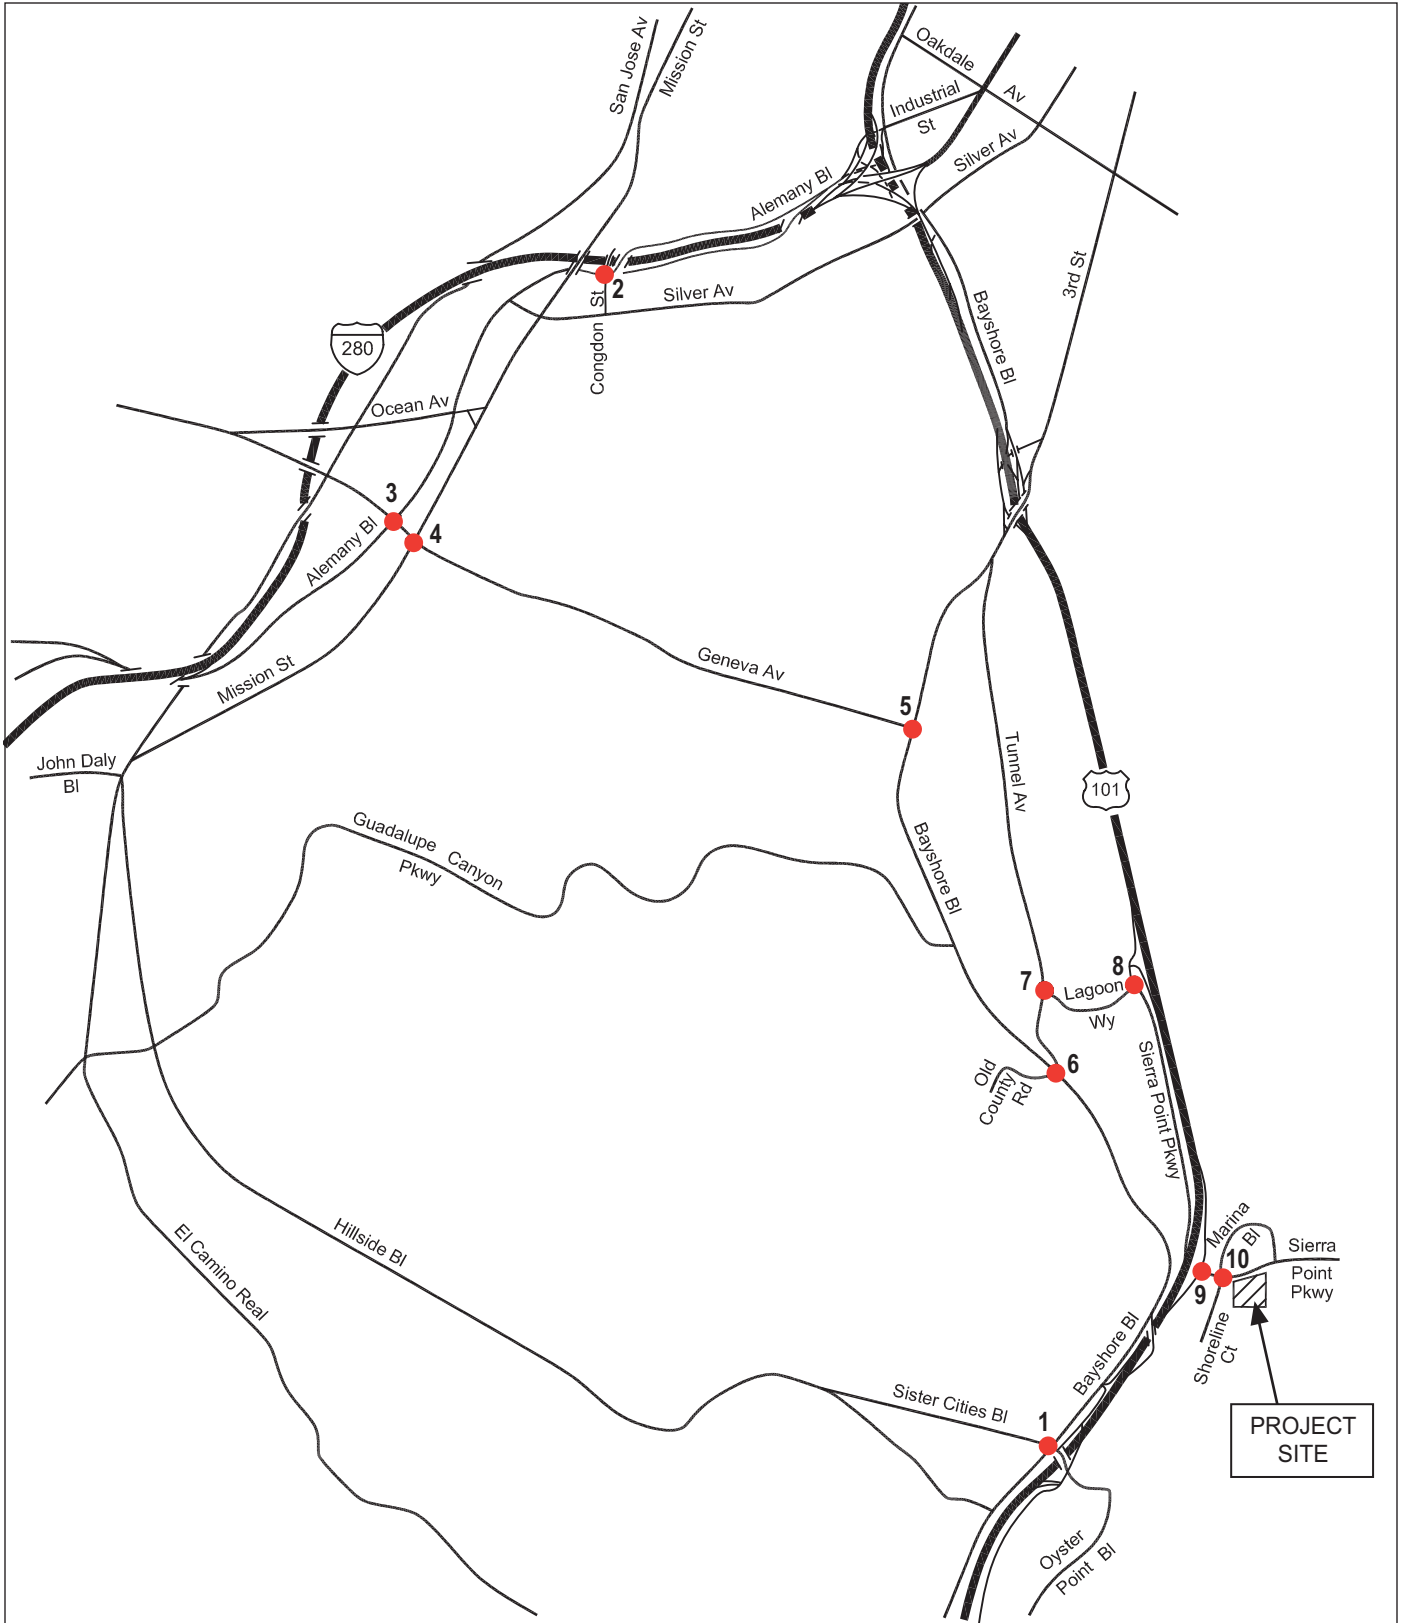 San Jose Av
Mission St
Oakdale
Av
Industrial
St
Silver Av
Alemany Bl
3rd St
2
Silver Av
Congdon St
Bayshore Bl
280
Ocean Av
3
4
Alemany Bl
Mission St
Geneva Av
5
John Daly
Bl
Tunnel Av
101
Guadalupe Canyon
Pkwy
Bayshore Bl
7
Lagoon
Wy
8
6
Old
County
Rd
Sierra Point Pkwy
Marina
Bl
Sierra
Point
Pkwy
10
9
Shoreline
Ct
Hillside Bl
El Camino Real
Bayshore Bl
Sister Cities Bl
1
PROJECT
SITE
Oyster
Point Bl